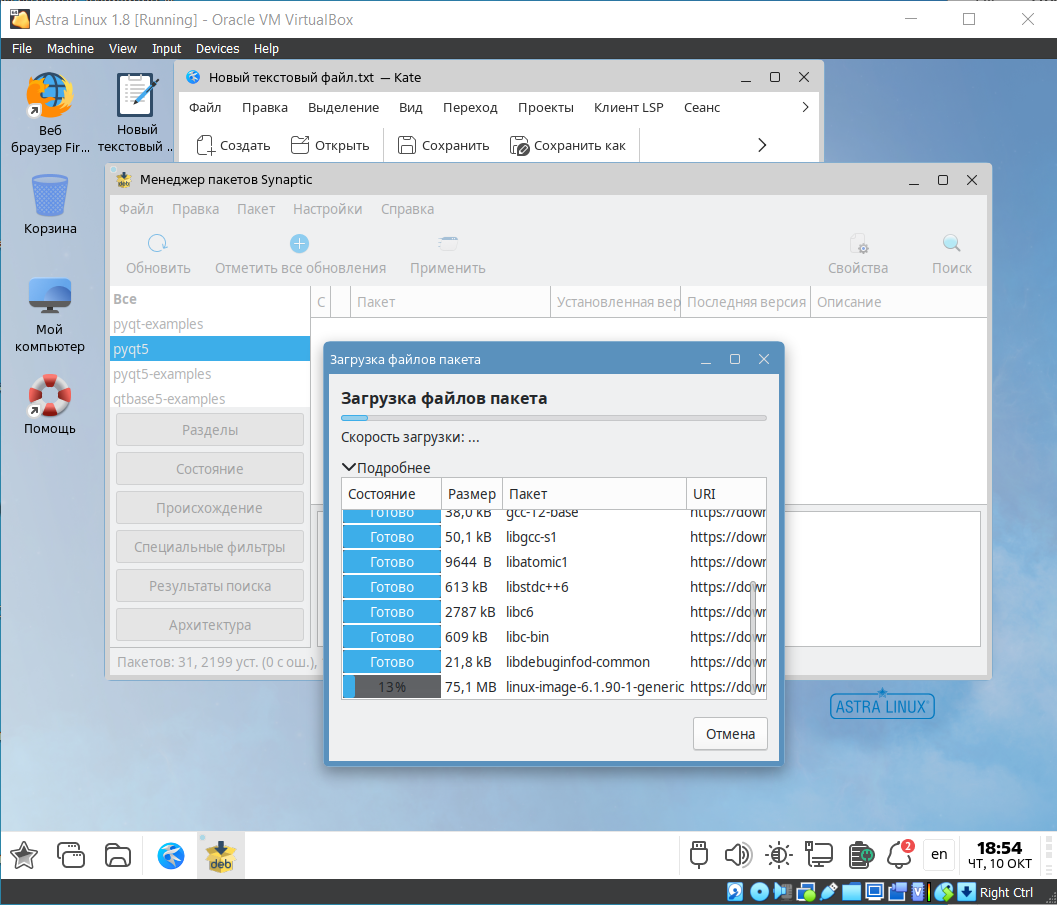 Astra Linux 1.8 [Running] - Oracle VM VirtualBox
File Machine View Input Devices Help
Новый текстовый файл.txt — Kate
Файл Правка Выделение Вид Переход Проекты Клиент LSP Сеанс
Создать Открыть Сохранить Сохранить как
Веб
браузер Fir...
Новый
текстовый ..
Корзина
Мой
компьютер
Помощь
deb
Менеджер пакетов Synaptic
Файл Правка Пакет Настройки Справка
Обновить Отметить все обновления Применить Свойства Поиск
Все
pyqt-examples
pyqt5
pyqt5-examples
qtbase5-examples
С Пакет Установленная вер Последняя версия Описание
Разделы
Состояние
Происхождение
Специальные фильтры
Результаты поиска
Архитектура
Пакетов: 31, 2199 уст. (0 с ош.),
Загрузка файлов пакета
Загрузка файлов пакета
Скорость загрузки: ...
Подробнее
Состояние Размер Пакет URI
Готово 38,0 kB gcc-12-base https://dow
Готово 50,1 kB libgcc-s1 https://dow
Готово 9644 B libatomic1 https://dow
Готово 613 kB libstdc++6 https://dow
Готово 2787 kB libc6 https://dow
Готово 609 kB libc-bin https://dow
Готово 21,8 kB libdebuginfod-common https://dow
13% 75,1 MB linux-image-6.1.90-1-generic https://dow
Отмена
ASTRA LINUX®
deb
2
en
18:54
ЧТ, 10 ОКТ
V
Right Ctrl